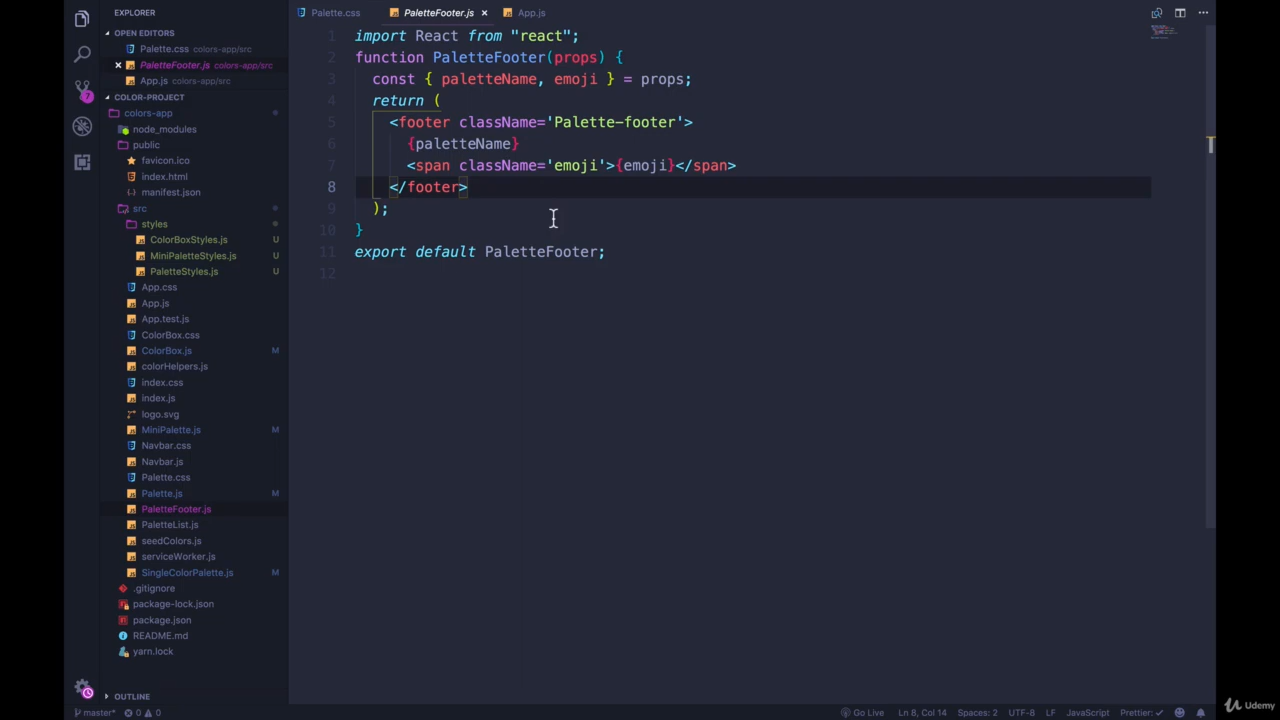 EXPLORER
OPEN EDITORS
Palette.css colors-app/src
PaletteFooter.js colors-app/src
App.js colors-app/src
COLOR-PROJECT
colors-app
node_modules
public
favicon.ico
index.html
manifest.json
src
styles
ColorBoxStyles.js U
MiniPaletteStyles.js U
PaletteStyles.js U
App.css
App.js
App.test.js
ColorBox.css
ColorBox.js M
colorHelpers.js
index.css
index.js
logo.svg
MiniPalette.js M
Navbar.css
Navbar.js
Palette.css
Palette.js M
PaletteFooter.js
PaletteList.js
seedColors.js
serviceWorker.js
SingleColorPalette.js M
.gitignore
package-lock.json
package.json
README.md
yarn.lock
OUTLINE
7
Palette.css PaletteFooter.js App.js
1 import React from "react";
2 function PaletteFooter(props) {
3 const { paletteName, emoji } = props;
4 return (
5 <footer className='Palette-footer'>
6 {paletteName}
7 <span className='emoji'>{emoji}</span>
8 </footer>
9 );
10 }
11 export default PaletteFooter;
12
master* 0 0 Go Live Ln 8, Col 14 Spaces: 2 UTF-8 LF JavaScript Prettier: ✓
Udemy